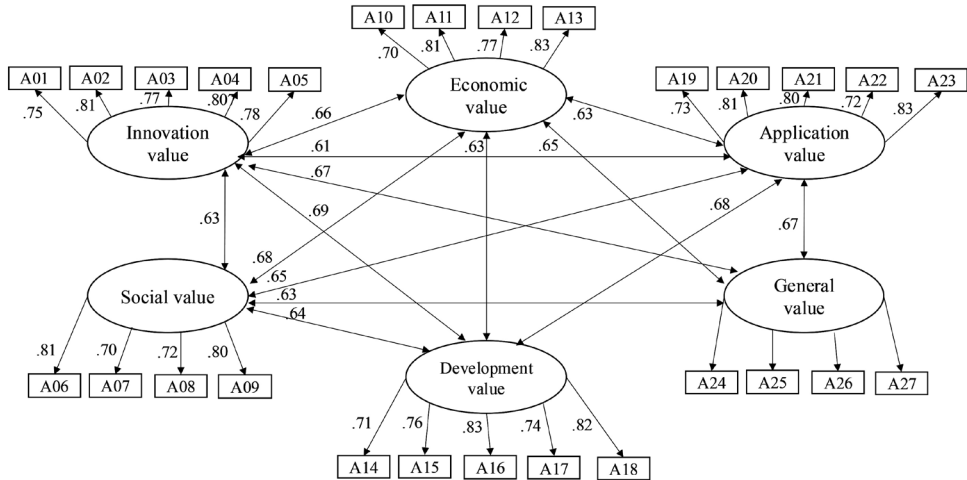 A10 A11 A12 A13
.70 .81 .77 .83
A01 A02 A03 A04 A05
.75 .81 .77 .80 .78
Economic
value
A19 A20 A21 A22 A23
.73 .81 .80 .72 .83
Innovation
value
Application
value
.66
.63
.61
.63
.65
.67
.63
.69
.68
.67
.68
.65
.63
.64
Social value
General
value
.81 .70 .72 .80
A06 A07 A08 A09
Development
value
A24 A25 A26 A27
.71 .76 .83 .74 .82
A14 A15 A16 A17 A18